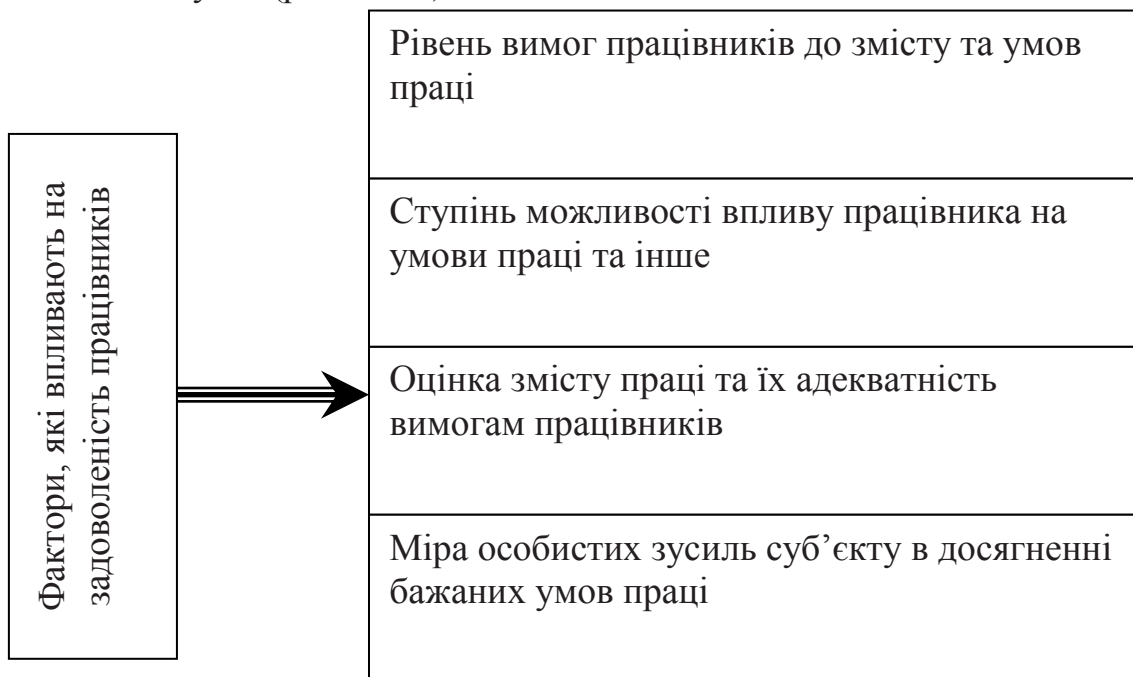 Рівень вимог працівників до змісту та умов
праці
Фактори, які впливають на
задоволеність працівників
Ступінь можливості впливу працівника на
умови праці та інше
Оцінка змісту праці та їх адекватність
вимогам працівників
Міра особистих зусиль суб’єкту в досягненні
бажаних умов праці